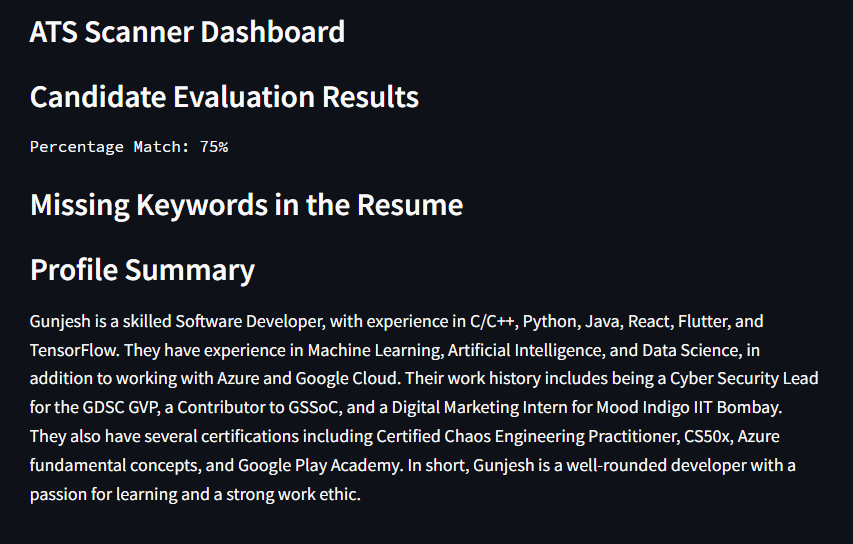 ATS Scanner Dashboard
Candidate Evaluation Results
Percentage Match: 75%
Missing Keywords in the Resume
Profile Summary
Gunjesh is a skilled Software Developer, with experience in C/C++, Python, Java, React, Flutter, and
TensorFlow. They have experience in Machine Learning, Artificial Intelligence, and Data Science, in
addition to working with Azure and Google Cloud. Their work history includes being a Cyber Security Lead
for the GDSC GVP, a Contributor to GSSoC, and a Digital Marketing Intern for Mood Indigo IIT Bombay.
They also have several certifications including Certified Chaos Engineering Practitioner, CS50x, Azure
fundamental concepts, and Google Play Academy. In short, Gunjesh is a well-rounded developer with a
passion for learning and a strong work ethic.